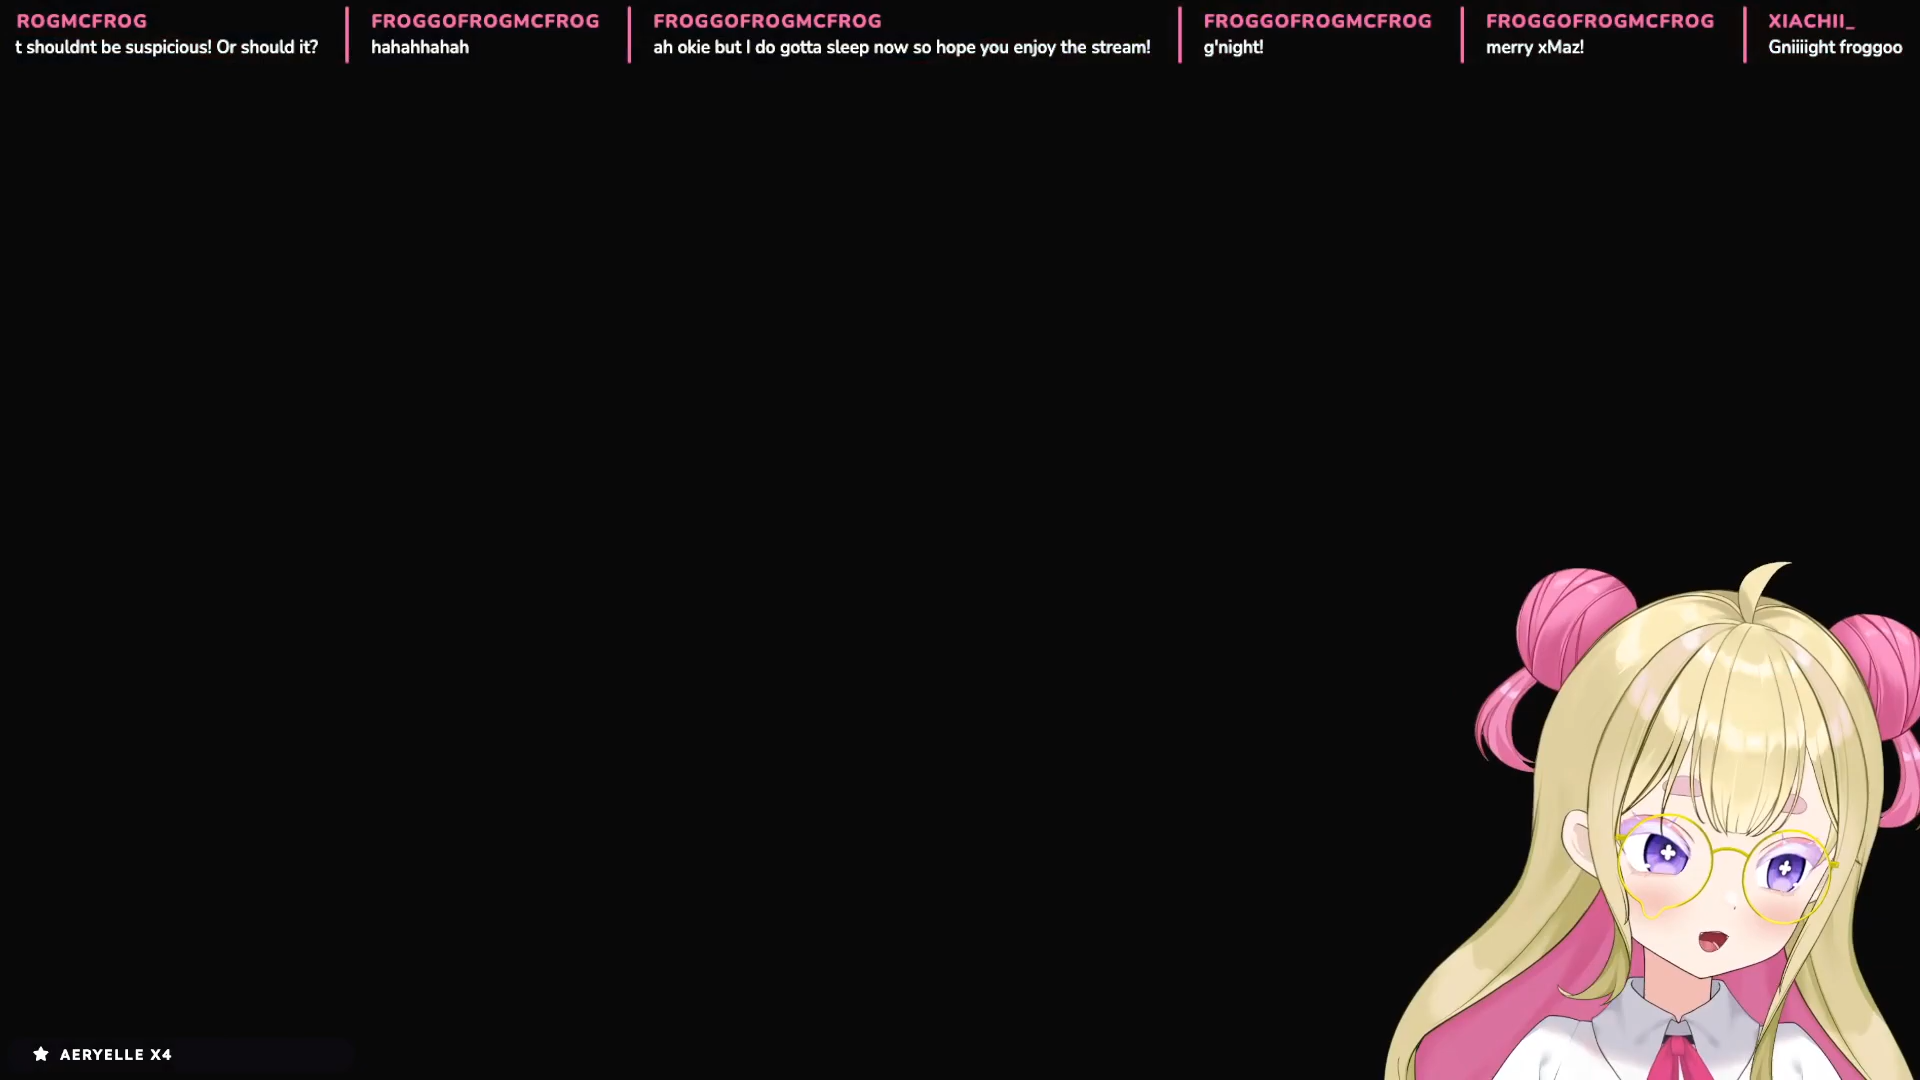 ROGMCFROG
t shouldnt be suspicious! Or should it?
FROGGOFROGMCFROG
hahahhahah
FROGGOFROGMCFROG
ah okie but I do gotta sleep now so hope you enjoy the stream!
FROGGOFROGMCFROG
g'night!
FROGGOFROGMCFROG
merry xMaz!
XIACHII_
Gniiiight froggoo
AERYELLE X4